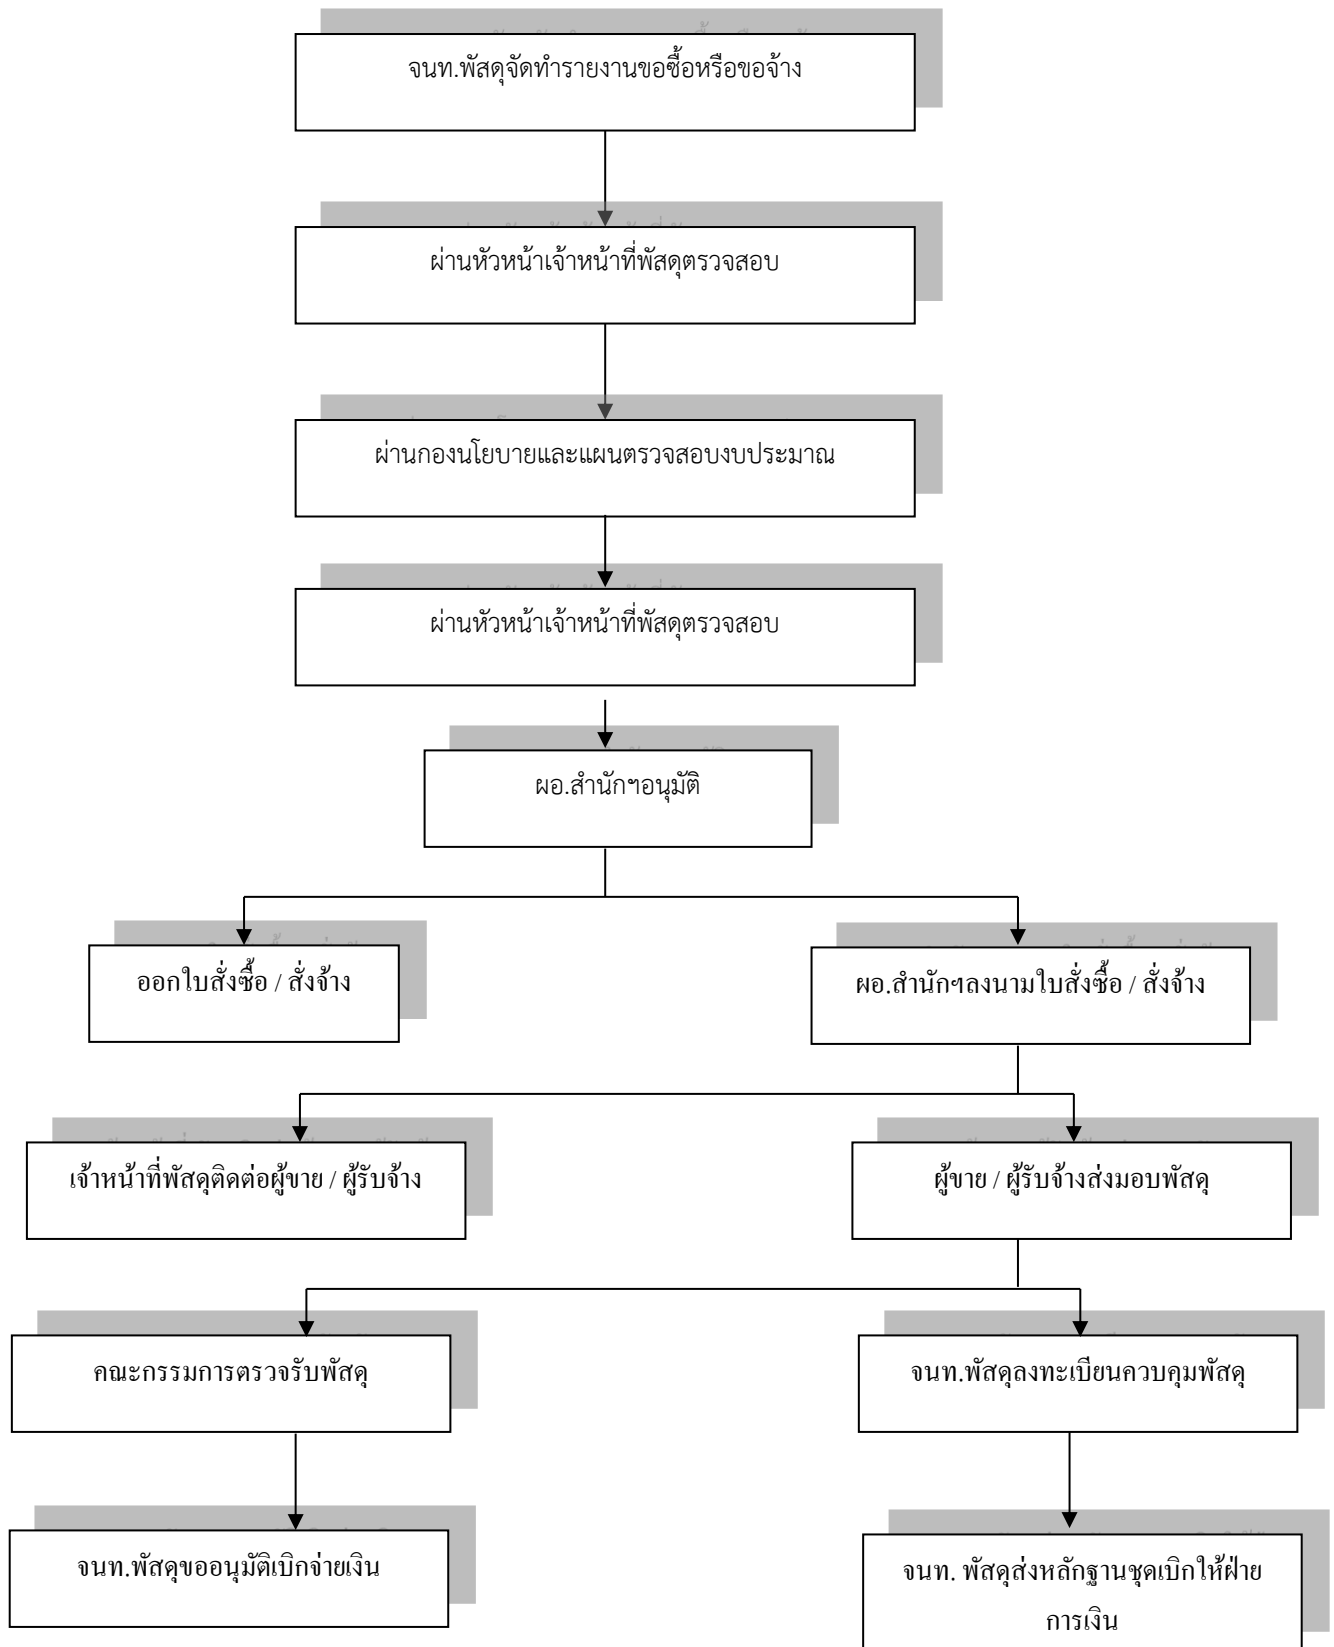 จนท.พัสดุจัดทำรายงานขอซื้อหรือขอจ้าง
ผ่านหัวหน้าเจ้าหน้าที่พัสดุตรวจสอบ
ผ่านกองนโยบายและแผนตรวจสอบงบประมาณ
ผ่านหัวหน้าเจ้าหน้าที่พัสดุตรวจสอบ
ผอ.สำนักฯอนุมัติ
ออกใบสั่งซื้อ / สั่งจ้าง
ผอ.สำนักฯลงนามใบสั่งซื้อ / สั่งจ้าง
เจ้าหน้าที่พัสดุติดต่อผู้ขาย / ผู้รับจ้าง
ผู้ขาย / ผู้รับจ้างส่งมอบพัสดุ
คณะกรรมการตรวจรับพัสดุ
จนท.พัสดุลงทะเบียนควบคุมพัสดุ
จนท.พัสดุขออนุมัติเบิกจ่ายเงิน
จนท. พัสดุส่งหลักฐานชุดเบิกให้ฝ่าย
การเงิน